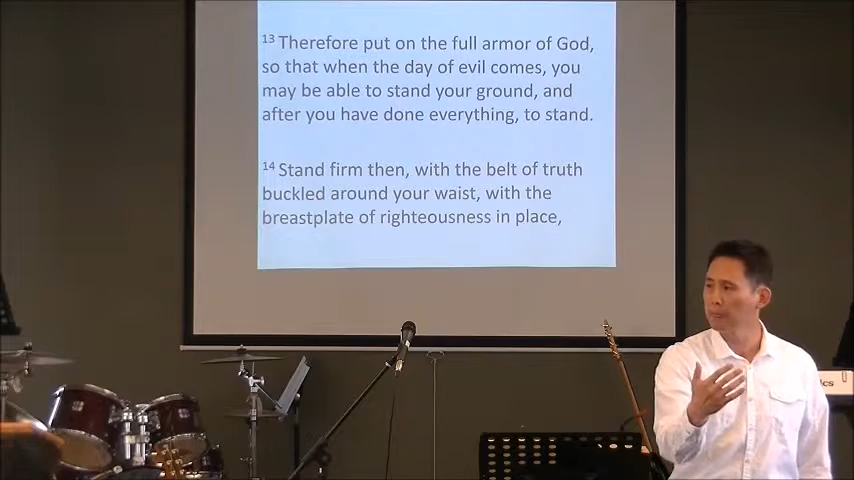 13 Therefore put on the full armor of God,
so that when the day of evil comes, you
may be able to stand your ground, and
after you have done everything, to stand.
14 Stand firm then, with the belt of truth
buckled around your waist, with the
breastplate of righteousness in place,